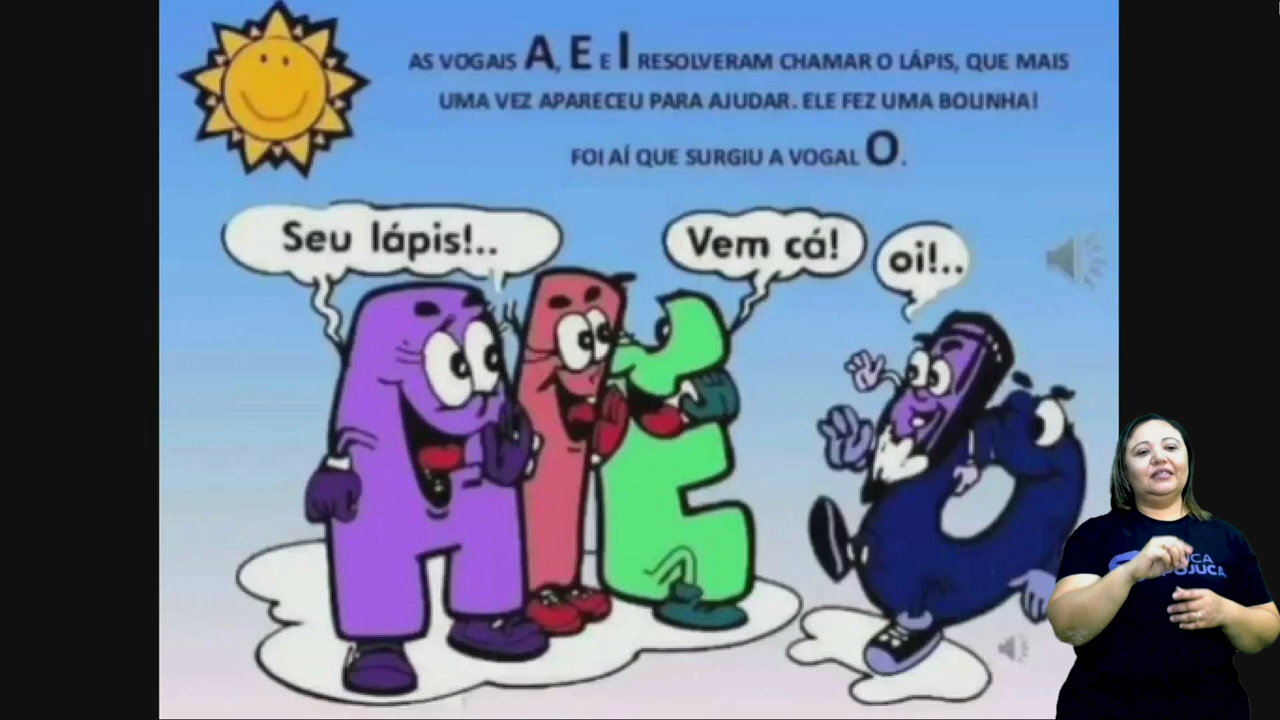 AS VOGAIS A, E E I RESOLVERAM CHAMAR O LÁPIS, QUE MAIS
UMA VEZ APARECEU PARA AJUDAR. ELE FEZ UMA BOLINHA!
FOI AÍ QUE SURGIU A VOGAL O.
Seu lápis!..
Vem cá!
oi!..